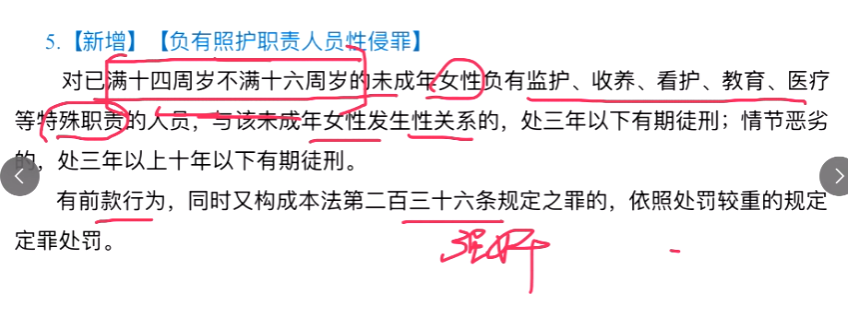 5.【新增】【负有照护职责人员性侵罪】
对已满十四周岁不满十六周岁的未成年女性负有监护、收养、看护、教育、医疗
等特殊职责的人员，与该未成年女性发生性关系的，处三年以下有期徒刑；情节恶劣
的，处三年以上十年以下有期徒刑。
有前款行为，同时又构成本法第二百三十六条规定之罪的，依照处罚较重的规定
定罪处罚。